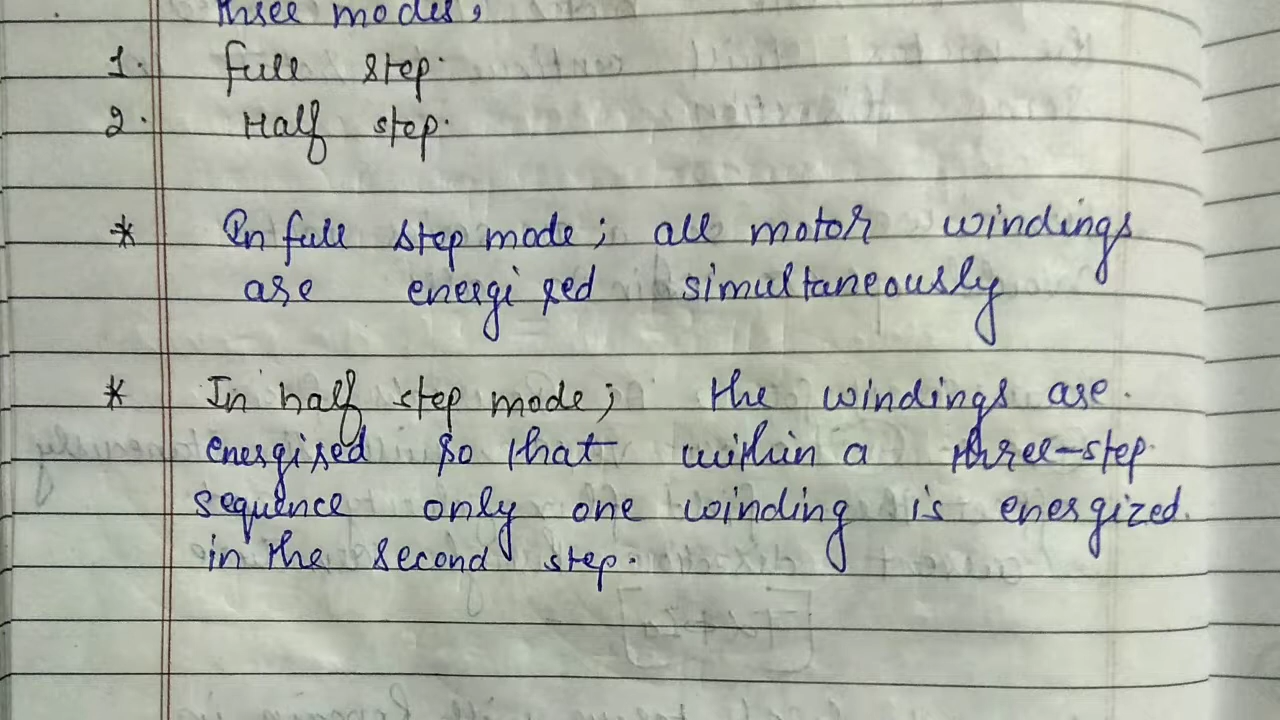 three modes,
1. full step.
2. Half step.
* In full step mode; all motor windings
are energized simultaneously
* In half step mode; the windings are.
energized so that within a three-step
sequence only one winding is energized.
in the second step.